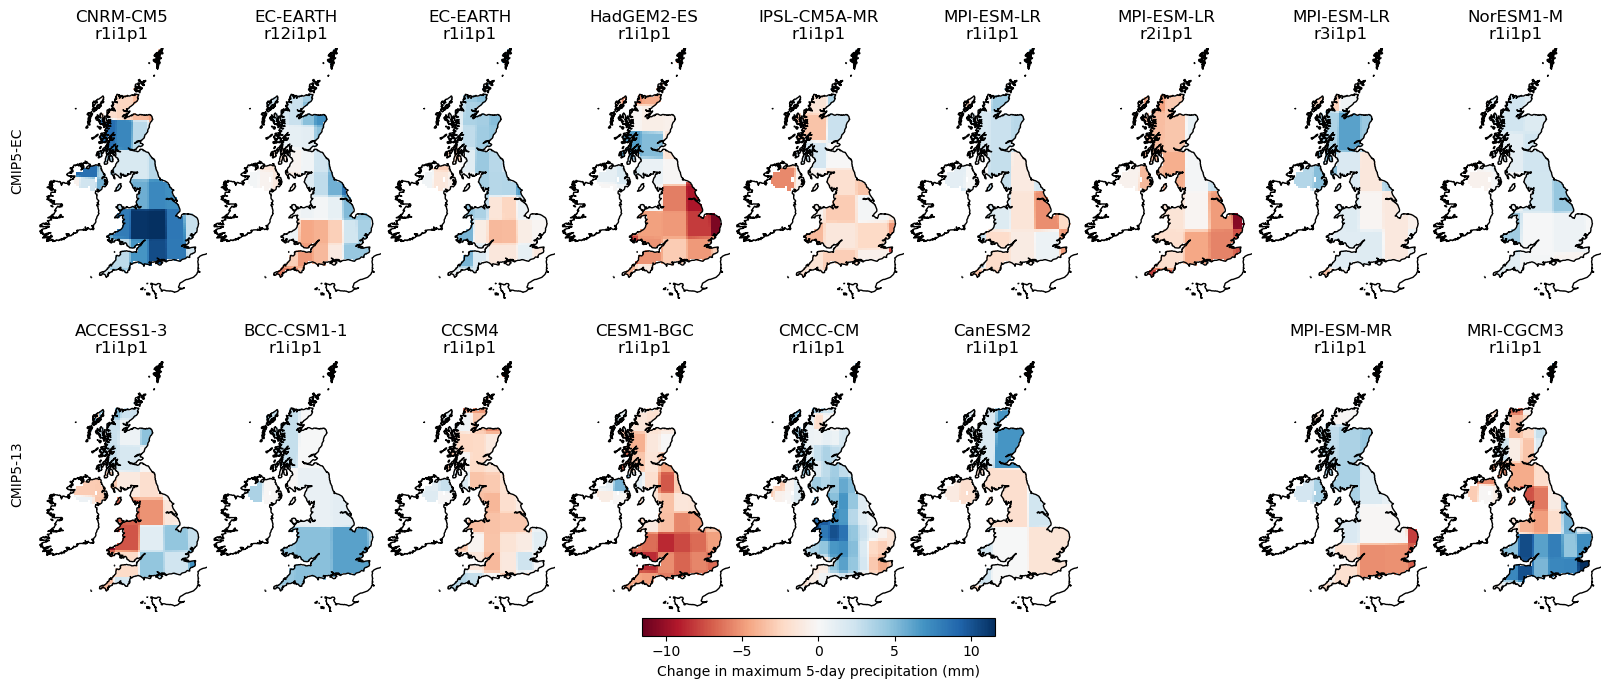 CNRM-CM5
r1i1p1
EC-EARTH
r12i1p1
EC-EARTH
r1i1p1
HadGEM2-ES
r1i1p1
IPSL-CM5A-MR
r1i1p1
MPI-ESM-LR
r1i1p1
MPI-ESM-LR
r2i1p1
MPI-ESM-LR
r3i1p1
NorESM1-M
r1i1p1
CMIP5-EC
ACCESS1-3
r1i1p1
BCC-CSM1-1
r1i1p1
CCSM4
r1i1p1
CESM1-BGC
r1i1p1
CMCC-CM
r1i1p1
CanESM2
r1i1p1
MPI-ESM-MR
r1i1p1
MRI-CGCM3
r1i1p1
CMIP5-13
−10 −5 0 5 10
Change in maximum 5-day precipitation (mm)